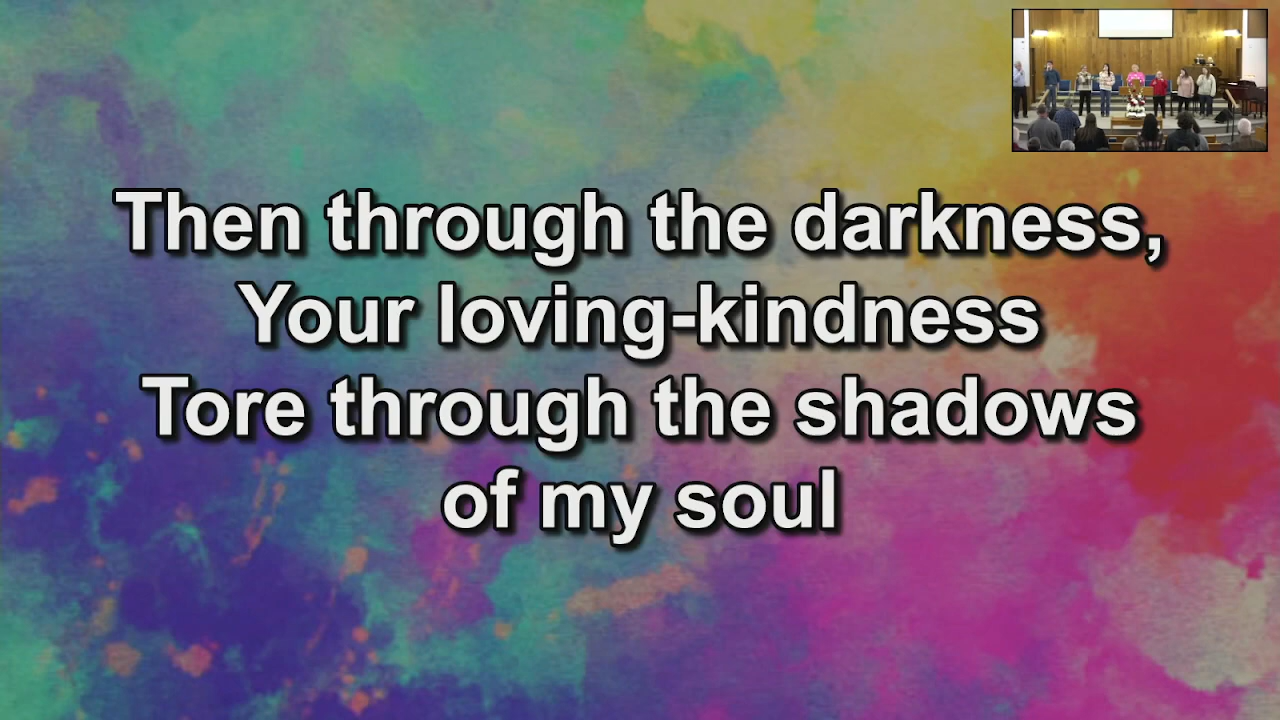 Then through the darkness,
Your loving-kindness
Tore through the shadows
of my soul